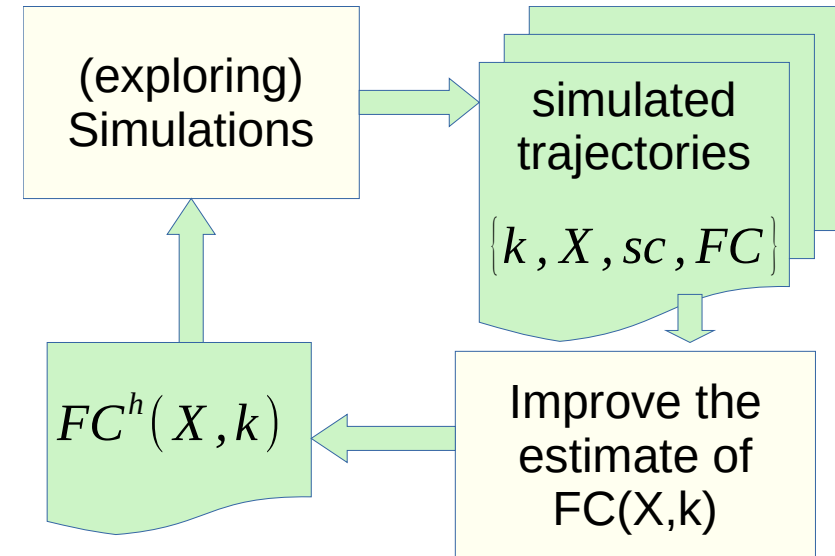 (exploring)
Simulations
simulated
trajectories
{k , X , sc , FC}
FC^h(X , k)
Improve the
estimate of
FC(X,k)